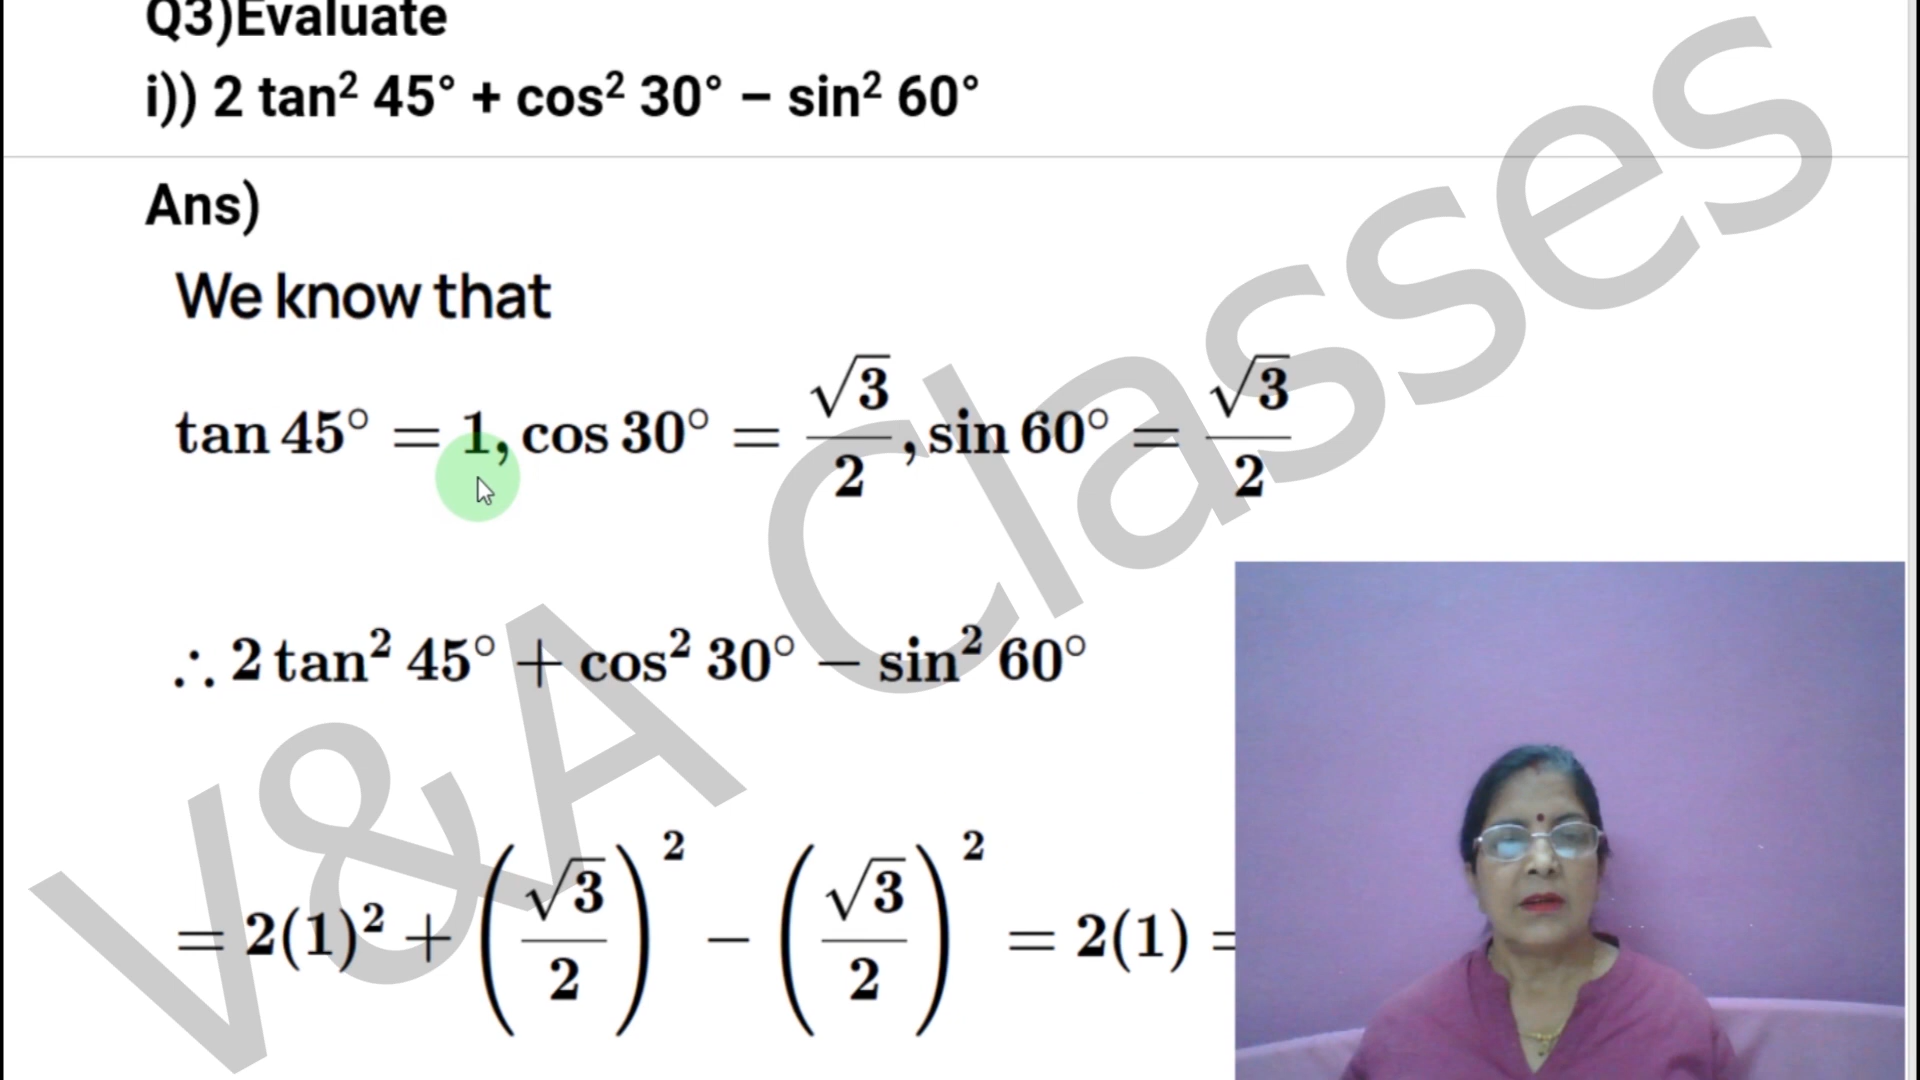 Q3)Evaluate
i)) 2 tan² 45° + cos² 30° – sin² 60°
Ans)
We know that
tan 45° = 1, cos 30° = √3/2, sin 60° = √3/2
∴ 2 tan² 45° + cos² 30° − sin² 60°
= 2(1)² + (√3/2)² − (√3/2)² = 2(1) =
V&A Classes